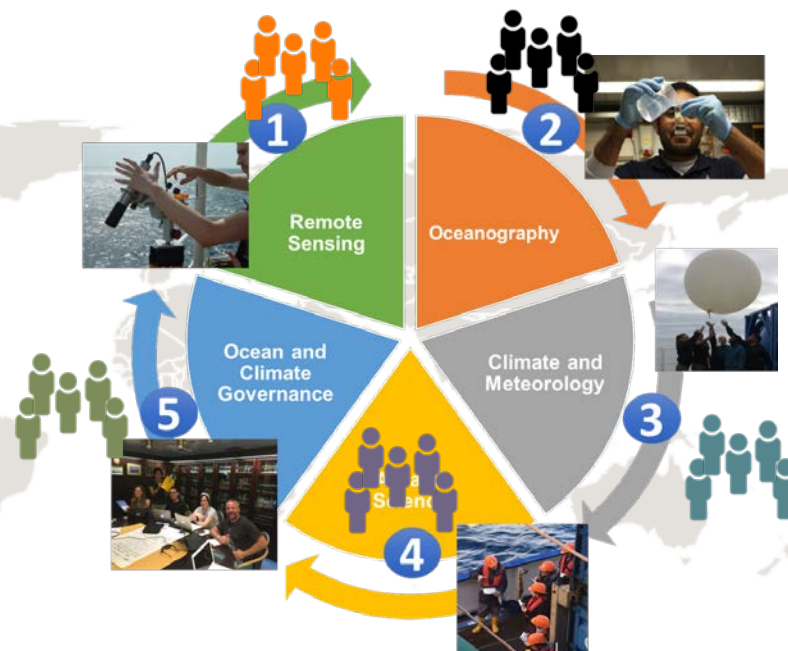 1
2
Remote
Sensing
Oceanography
Ocean and
Climate
Governance
Climate and
Meteorology
5
3
4